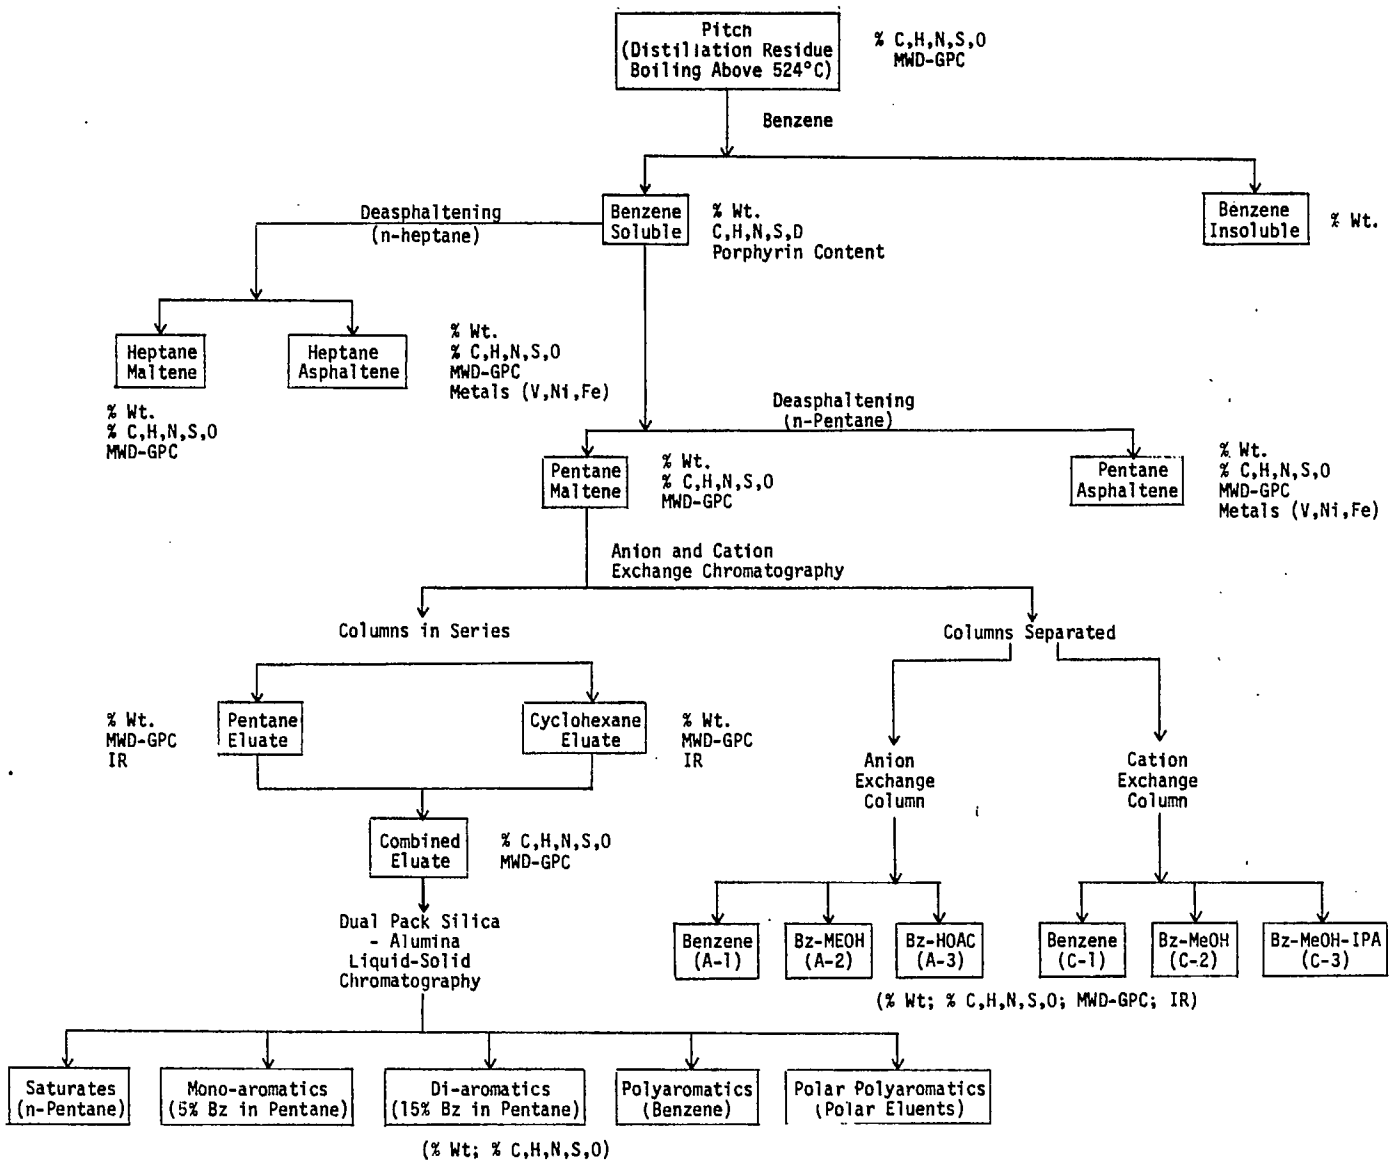 Pitch
(Distillation Residue
Boiling Above 524°C)
% C,H,N,S,O
MWD-GPC
Benzene
Benzene
Soluble
% Wt.
C,H,N,S,D
Porphyrin Content
Benzene
Insoluble
% Wt.
Deasphaltening
(n-heptane)
Heptane
Maltene
% Wt.
% C,H,N,S,O
MWD-GPC
Heptane
Asphaltene
% Wt.
% C,H,N,S,O
MWD-GPC
Metals (V,Ni,Fe)
Deasphaltening
(n-Pentane)
Pentane
Maltene
% Wt.
% C,H,N,S,O
MWD-GPC
Pentane
Asphaltene
% Wt.
% C,H,N,S,O
MWD-GPC
Metals (V,Ni,Fe)
Anion and Cation
Exchange Chromatography
Columns in Series
Columns Separated
% Wt.
MWD-GPC
IR
Pentane
Eluate
Cyclohexane
Eluate
% Wt.
MWD-GPC
IR
Combined
Eluate
% C,H,N,S,O
MWD-GPC
Dual Pack Silica
- Alumina
Liquid-Solid
Chromatography
Anion
Exchange
Column
Cation
Exchange
Column
Benzene
(A-1)
Bz-MEOH
(A-2)
Bz-HOAC
(A-3)
Benzene
(C-1)
Bz-MeOH
(C-2)
Bz-MeOH-IPA
(C-3)
(% Wt; % C,H,N,S,O; MWD-GPC; IR)
Saturates
(n-Pentane)
Mono-aromatics
(5% Bz in Pentane)
Di-aromatics
(15% Bz in Pentane)
Polyaromatics
(Benzene)
Polar Polyaromatics
(Polar Eluents)
(% Wt; % C,H,N,S,O)